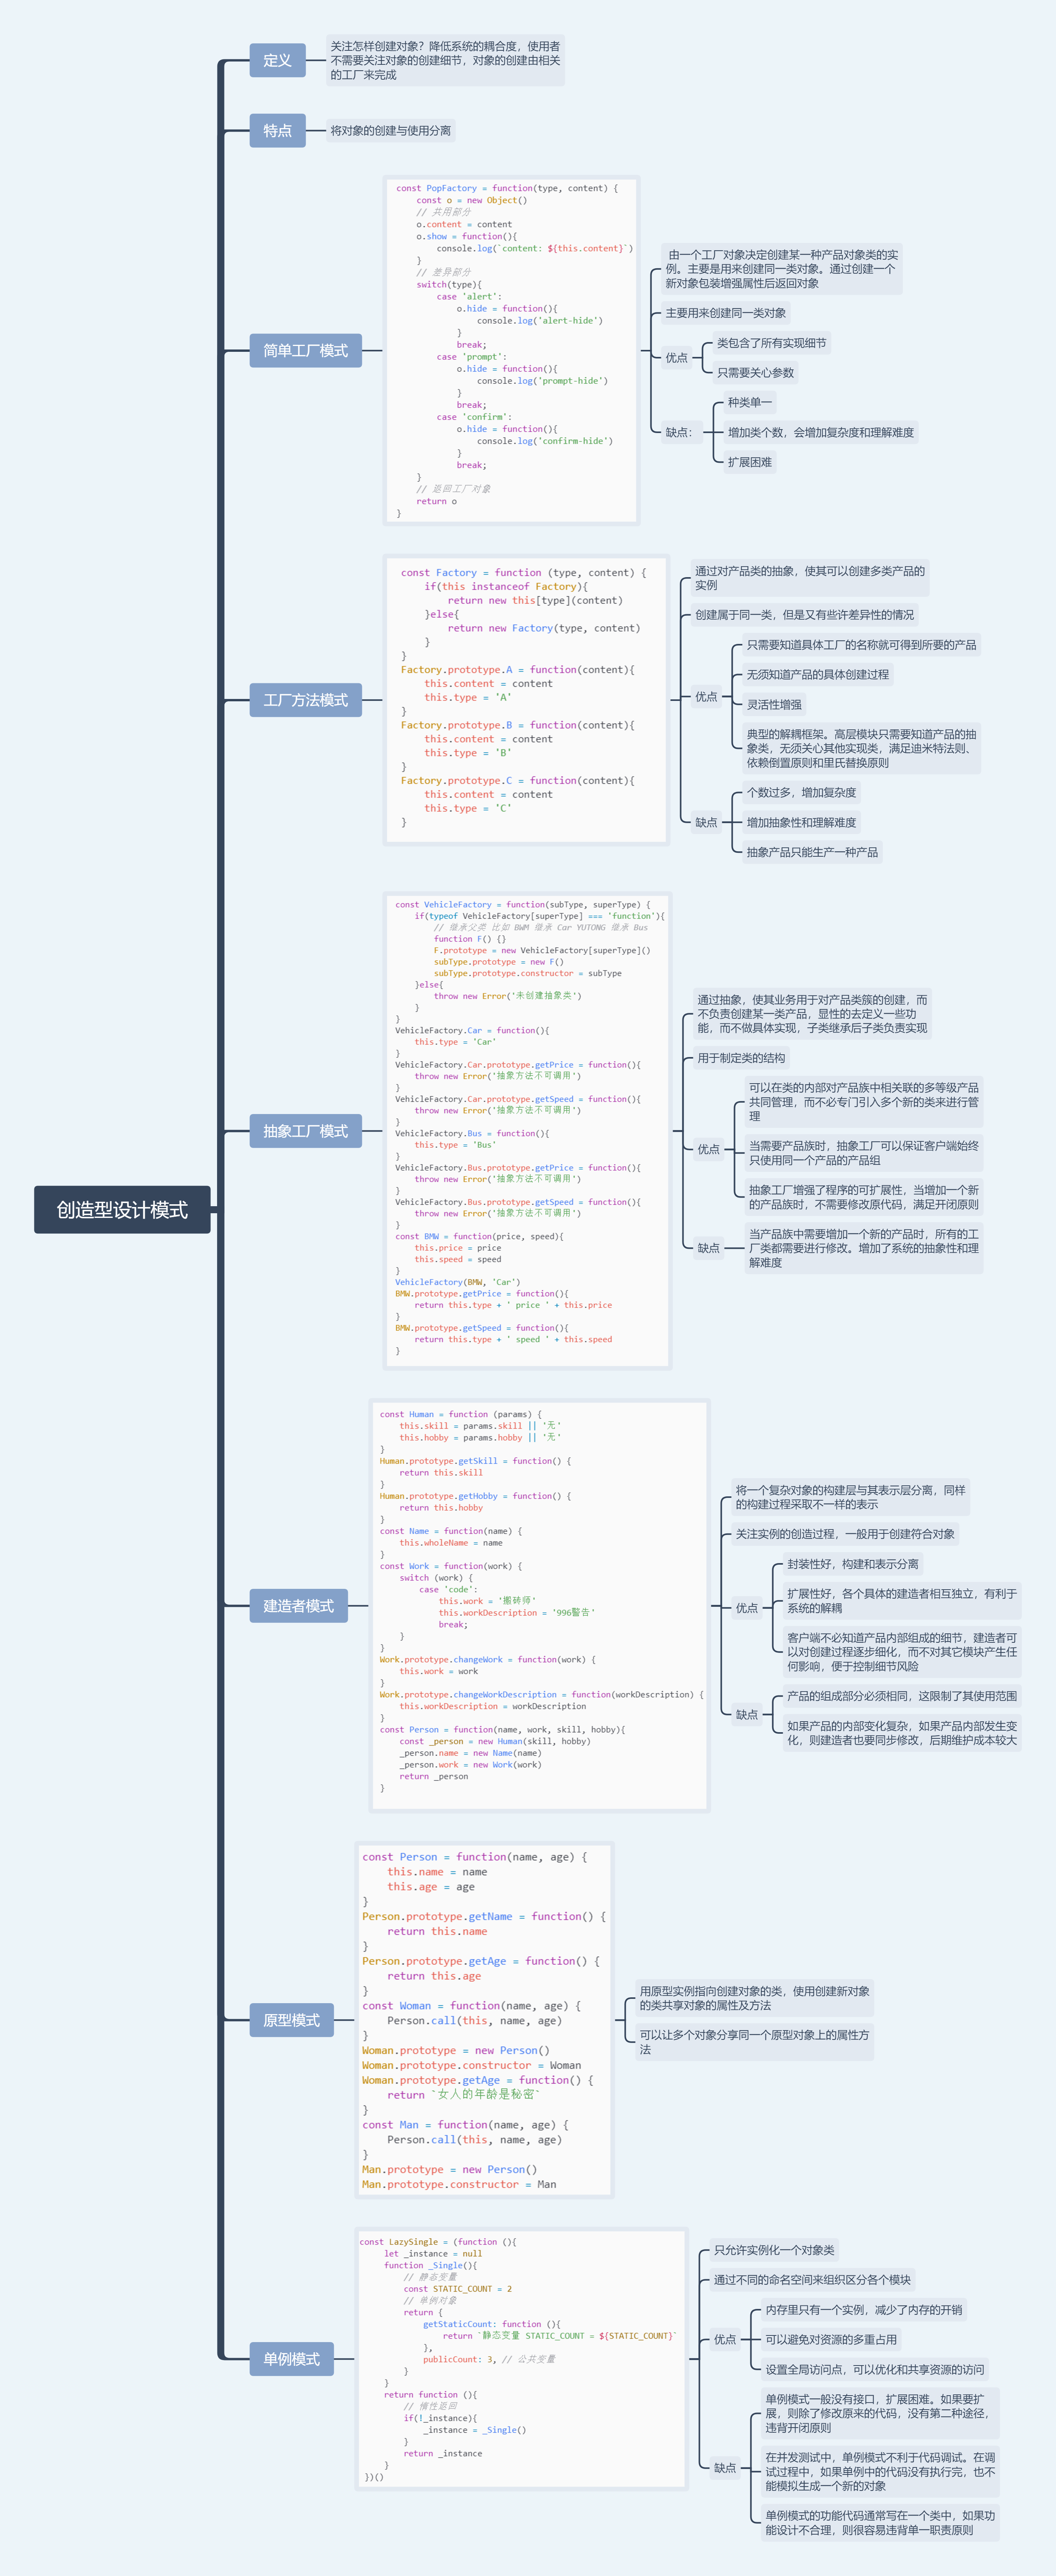 创造型设计模式
定义
关注怎样创建对象？降低系统的耦合度，使用者
不需要关注对象的创建细节，对象的创建由相关
的工厂来完成
特点
将对象的创建与使用分离
简单工厂模式
const PopFactory = function(type, content) {
    const o = new Object()
    // 共用部分
    o.content = content
    o.show = function(){
        console.log(`content: ${this.content}`)
    }
    // 差异部分
    switch(type){
        case 'alert':
            o.hide = function(){
                console.log('alert-hide')
            }
            break;
        case 'prompt':
            o.hide = function(){
                console.log('prompt-hide')
            }
            break;
        case 'confirm':
            o.hide = function(){
                console.log('confirm-hide')
            }
            break;
    }
    // 返回工厂对象
    return o
}
由一个工厂对象决定创建某一种产品对象类的实
例。主要是用来创建同一类对象。通过创建一个
新对象包装增强属性后返回对象
主要用来创建同一类对象
优点
类包含了所有实现细节
只需要关心参数
缺点：
种类单一
增加类个数，会增加复杂度和理解难度
扩展困难
工厂方法模式
const Factory = function (type, content) {
    if(this instanceof Factory){
        return new this[type](content)
    }else{
        return new Factory(type, content)
    }
}
Factory.prototype.A = function(content){
    this.content = content
    this.type = 'A'
}
Factory.prototype.B = function(content){
    this.content = content
    this.type = 'B'
}
Factory.prototype.C = function(content){
    this.content = content
    this.type = 'C'
}
通过对产品类的抽象，使其可以创建多类产品的
实例
创建属于同一类，但是又有些许差异性的情况
优点
只需要知道具体工厂的名称就可得到所要的产品
无须知道产品的具体创建过程
灵活性增强
典型的解耦框架。高层模块只需要知道产品的抽
象类，无须关心其他实现类，满足迪米特法则、
依赖倒置原则和里氏替换原则
缺点
个数过多，增加复杂度
增加抽象性和理解难度
抽象产品只能生产一种产品
抽象工厂模式
const VehicleFactory = function(subType, superType) {
    if(typeof VehicleFactory[superType] === 'function'){
        // 继承父类 比如 BWM 继承 Car YUTONG 继承 Bus
        function F() {}
        F.prototype = new VehicleFactory[superType]()
        subType.prototype = new F()
        subType.prototype.constructor = subType
    }else{
        throw new Error('未创建抽象类')
    }
}
VehicleFactory.Car = function(){
    this.type = 'Car'
}
VehicleFactory.Car.prototype.getPrice = function(){
    throw new Error('抽象方法不可调用')
}
VehicleFactory.Car.prototype.getSpeed = function(){
    throw new Error('抽象方法不可调用')
}
VehicleFactory.Bus = function(){
    this.type = 'Bus'
}
VehicleFactory.Bus.prototype.getPrice = function(){
    throw new Error('抽象方法不可调用')
}
VehicleFactory.Bus.prototype.getSpeed = function(){
    throw new Error('抽象方法不可调用')
}
const BMW = function(price, speed){
    this.price = price
    this.speed = speed
}
VehicleFactory(BMW, 'Car')
BMW.prototype.getPrice = function(){
    return this.type + ' price ' + this.price
}
BMW.prototype.getSpeed = function(){
    return this.type + ' speed ' + this.speed
}
通过抽象，使其业务用于对产品类簇的创建，而
不负责创建某一类产品，显性的去定义一些功
能，而不做具体实现，子类继承后子类负责实现
用于制定类的结构
优点
可以在类的内部对产品族中相关联的多等级产品
共同管理，而不必专门引入多个新的类来进行管
理
当需要产品族时，抽象工厂可以保证客户端始终
只使用同一个产品的产品组
抽象工厂增强了程序的可扩展性，当增加一个新
的产品族时，不需要修改原代码，满足开闭原则
缺点
当产品族中需要增加一个新的产品时，所有的工
厂类都需要进行修改。增加了系统的抽象性和理
解难度
建造者模式
const Human = function (params) {
    this.skill = params.skill || '无'
    this.hobby = params.hobby || '无'
}
Human.prototype.getSkill = function() {
    return this.skill
}
Human.prototype.getHobby = function() {
    return this.hobby
}
const Name = function(name) {
    this.wholeName = name
}
const Work = function(work) {
    switch (work) {
        case 'code':
            this.work = '搬砖师'
            this.workDescription = '996警告'
            break;
    }
}
Work.prototype.changeWork = function(work) {
    this.work = work
}
Work.prototype.changeWorkDescription = function(workDescription) {
    this.workDescription = workDescription
}
const Person = function(name, work, skill, hobby){
    const _person = new Human(skill, hobby)
    _person.name = new Name(name)
    _person.work = new Work(work)
    return _person
}
将一个复杂对象的构建层与其表示层分离，同样
的构建过程采取不一样的表示
关注实例的创造过程，一般用于创建符合对象
优点
封装性好，构建和表示分离
扩展性好，各个具体的建造者相互独立，有利于
系统的解耦
客户端不必知道产品内部组成的细节，建造者可
以对创建过程逐步细化，而不对其它模块产生任
何影响，便于控制细节风险
缺点
产品的组成部分必须相同，这限制了其使用范围
如果产品的内部变化复杂，如果产品内部发生变
化，则建造者也要同步修改，后期维护成本较大
原型模式
const Person = function(name, age) {
    this.name = name
    this.age = age
}
Person.prototype.getName = function() {
    return this.name
}
Person.prototype.getAge = function() {
    return this.age
}
const Woman = function(name, age) {
    Person.call(this, name, age)
}
Woman.prototype = new Person()
Woman.prototype.constructor = Woman
Woman.prototype.getAge = function() {
    return `女人的年龄是秘密`
}
const Man = function(name, age) {
    Person.call(this, name, age)
}
Man.prototype = new Person()
Man.prototype.constructor = Man
用原型实例指向创建对象的类，使用创建新对象
的类共享对象的属性及方法
可以让多个对象分享同一个原型对象上的属性方
法
单例模式
const LazySingle = (function (){
    let _instance = null
    function _Single(){
        // 静态变量
        const STATIC_COUNT = 2
        // 单例对象
        return {
            getStaticCount: function (){
                return `静态变量 STATIC_COUNT = ${STATIC_COUNT}`
            },
            publicCount: 3, // 公共变量
        }
    }
    return function (){
        // 惰性返回
        if(!_instance){
            _instance = _Single()
        }
        return _instance
    }
})()
只允许实例化一个对象类
通过不同的命名空间来组织区分各个模块
优点
内存里只有一个实例，减少了内存的开销
可以避免对资源的多重占用
设置全局访问点，可以优化和共享资源的访问
缺点
单例模式一般没有接口，扩展困难。如果要扩
展，则除了修改原来的代码，没有第二种途径，
违背开闭原则
在并发测试中，单例模式不利于代码调试。在调
试过程中，如果单例中的代码没有执行完，也不
能模拟生成一个新的对象
单例模式的功能代码通常写在一个类中，如果功
能设计不合理，则很容易违背单一职责原则